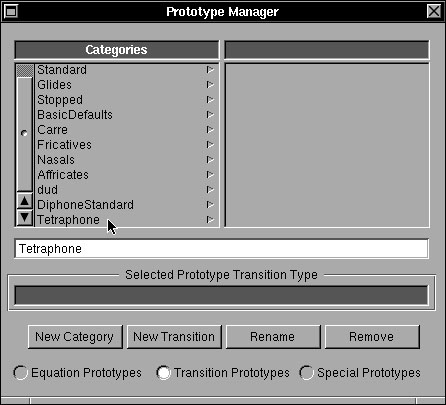 Prototype Manager
Categories
Standard
Glides
Stopped
BasicDefaults
Carre
Fricatives
Nasals
Affricates
dud
DiphoneStandard
Tetraphone
Tetraphone
Selected Prototype Transition Type
New Category New Transition Rename Remove
Equation Prototypes Transition Prototypes Special Prototypes